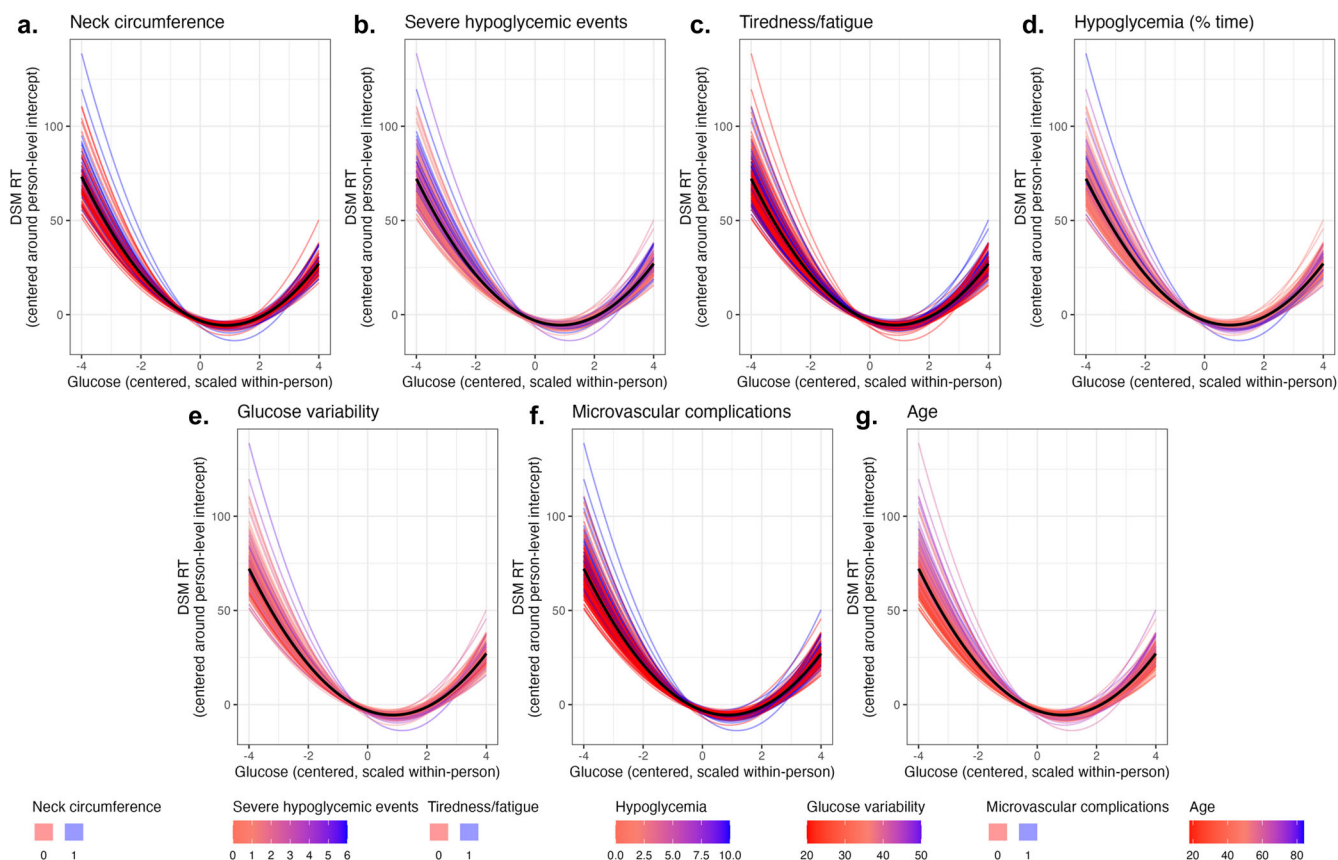 a. Neck circumference
b. Severe hypoglycemic events
c. Tiredness/fatigue
d. Hypoglycemia (% time)
DSM RT
(centered around person-level intercept)
100
50
0
-4 -2 0 2 4
Glucose (centered, scaled within-person)
DSM RT
(centered around person-level intercept)
100
50
0
-4 -2 0 2 4
Glucose (centered, scaled within-person)
DSM RT
(centered around person-level intercept)
100
50
0
-4 -2 0 2 4
Glucose (centered, scaled within-person)
DSM RT
(centered around person-level intercept)
100
50
0
-4 -2 0 2 4
Glucose (centered, scaled within-person)
e. Glucose variability
f. Microvascular complications
g. Age
DSM RT
(centered around person-level intercept)
100
50
0
-4 -2 0 2 4
Glucose (centered, scaled within-person)
DSM RT
(centered around person-level intercept)
100
50
0
-4 -2 0 2 4
Glucose (centered, scaled within-person)
DSM RT
(centered around person-level intercept)
100
50
0
-4 -2 0 2 4
Glucose (centered, scaled within-person)
Neck circumference
0 1
Severe hypoglycemic events
0 1 2 3 4 5 6
Tiredness/fatigue
0 1
Hypoglycemia
0.0 2.5 5.0 7.5 10.0
Glucose variability
20 30 40 50
Microvascular complications
0 1
Age
20 40 60 80